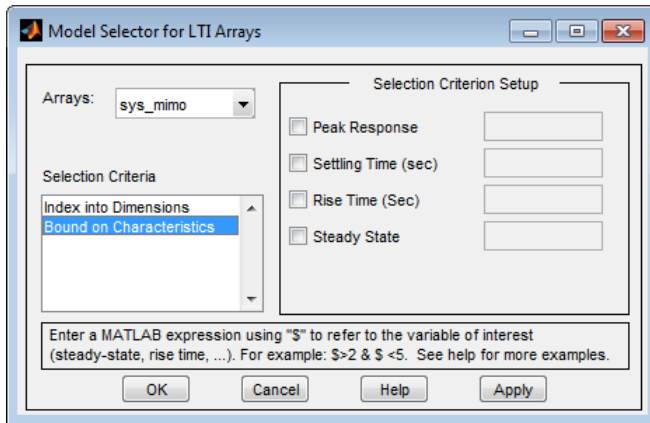 Model Selector for LTI Arrays
Arrays:
sys_mimo
Selection Criteria
Index into Dimensions
Bound on Characteristics
Selection Criterion Setup
Peak Response
Settling Time (sec)
Rise Time (Sec)
Steady State
Enter a MATLAB expression using "$" to refer to the variable of interest
(steady-state, rise time, ...). For example: $>2 & $ <5.  See help for more examples.
OK
Cancel
Help
Apply